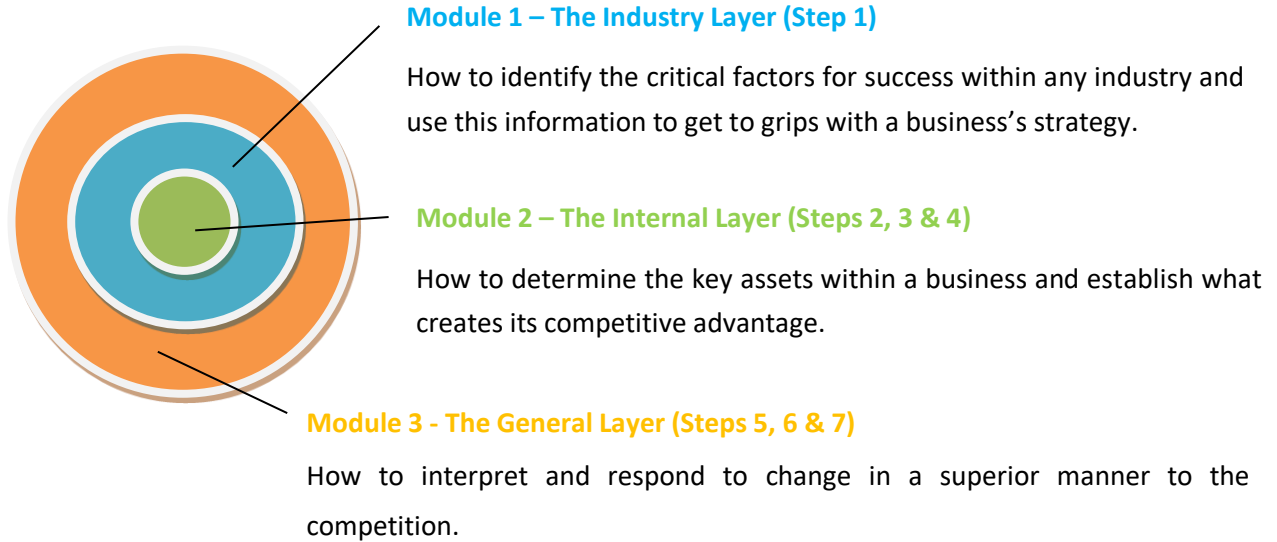 Module 1 – The Industry Layer (Step 1)
How to identify the critical factors for success within any industry and
use this information to get to grips with a business’s strategy.
Module 2 – The Internal Layer (Steps 2, 3 & 4)
How to determine the key assets within a business and establish what
creates its competitive advantage.
Module 3 - The General Layer (Steps 5, 6 & 7)
How to interpret and respond to change in a superior manner to the
competition.